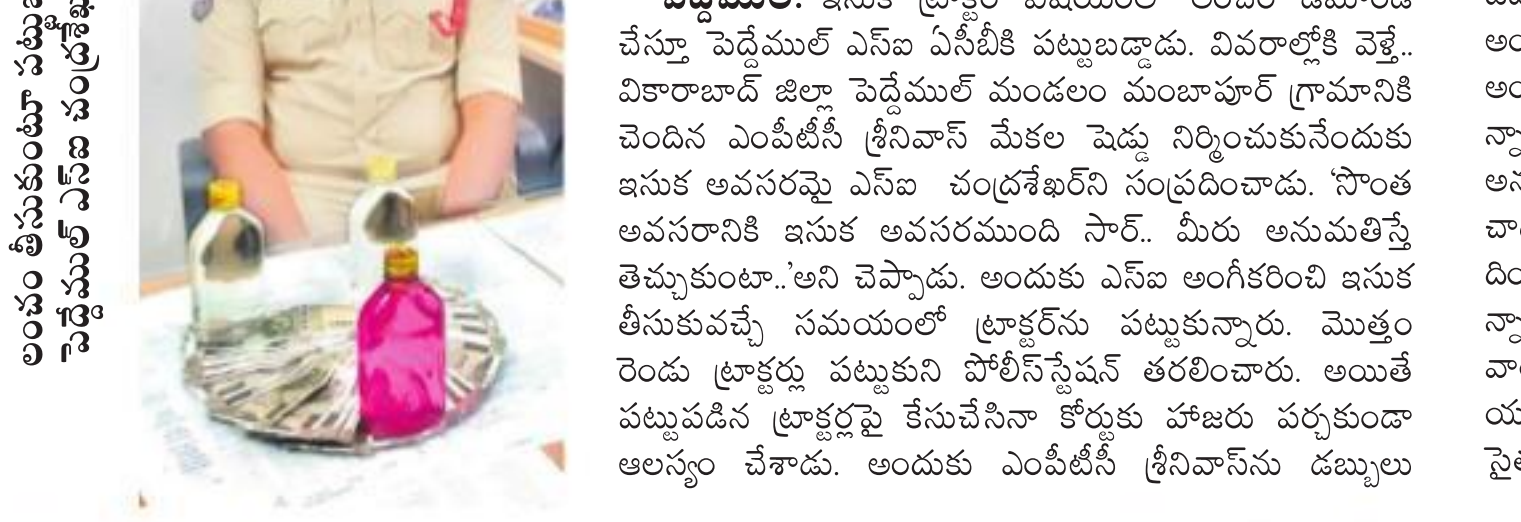 చేస్తూ పెద్దేముల్ ఎస్ఐ ఏసీబీకి పట్టుబడ్డాడు. వివరాల్లోకి వెళ్తే..
వికారాబాద్ జిల్లా పెద్దేముల్ మండలం మంబాపూర్ గ్రామానికి
చెందిన ఎంపీటీసీ శ్రీనివాస్ మేకల షెడ్డు నిర్మించుకునేందుకు
ఇసుక అవసరమై ఎస్ఐ చంద్రశేఖర్‌ని సంప్రదించాడు. ‘సొంత
అవసరానికి ఇసుక అవసరముంది సార్.. మీరు అనుమతిస్తే
తెచ్చుకుంటా..’అని చెప్పాడు. అందుకు ఎస్ఐ అంగీకరించి ఇసుక
తీసుకువచ్చే సమయంలో ట్రాక్టర్‌ను పట్టుకున్నారు. మొత్తం
రెండు ట్రాక్టర్లు పట్టుకుని పోలీస్‌స్టేషన్ తరలించారు. అయితే
పట్టుపడిన ట్రాక్టర్లపై కేసుచేసినా కోర్టుకు హాజరు పర్చకుండా
ఆలస్యం చేశాడు. అందుకు ఎంపీటీసీ శ్రీనివాస్‌ను డబ్బులు
లంచం తీసుకుంటూ
పెద్దేముల్ ఎస్ఐ